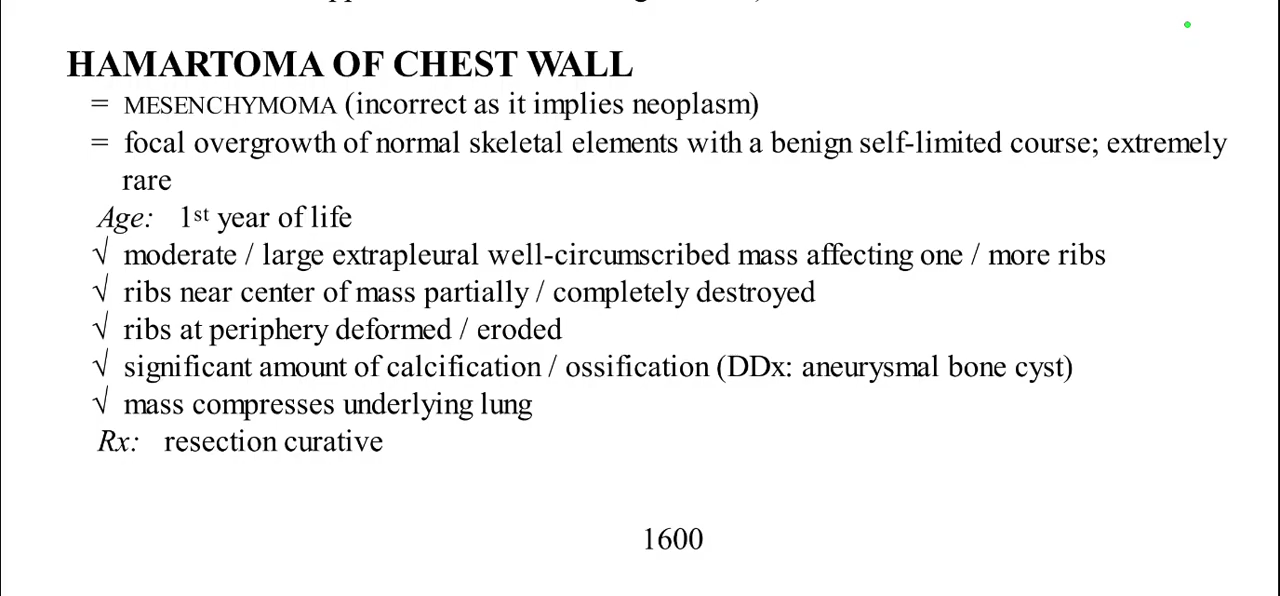 HAMARTOMA OF CHEST WALL
= MESENCHYMOMA (incorrect as it implies neoplasm)
= focal overgrowth of normal skeletal elements with a benign self-limited course; extremely
rare
Age: 1st year of life
√ moderate / large extrapleural well-circumscribed mass affecting one / more ribs
√ ribs near center of mass partially / completely destroyed
√ ribs at periphery deformed / eroded
√ significant amount of calcification / ossification (DDx: aneurysmal bone cyst)
√ mass compresses underlying lung
Rx: resection curative
1600